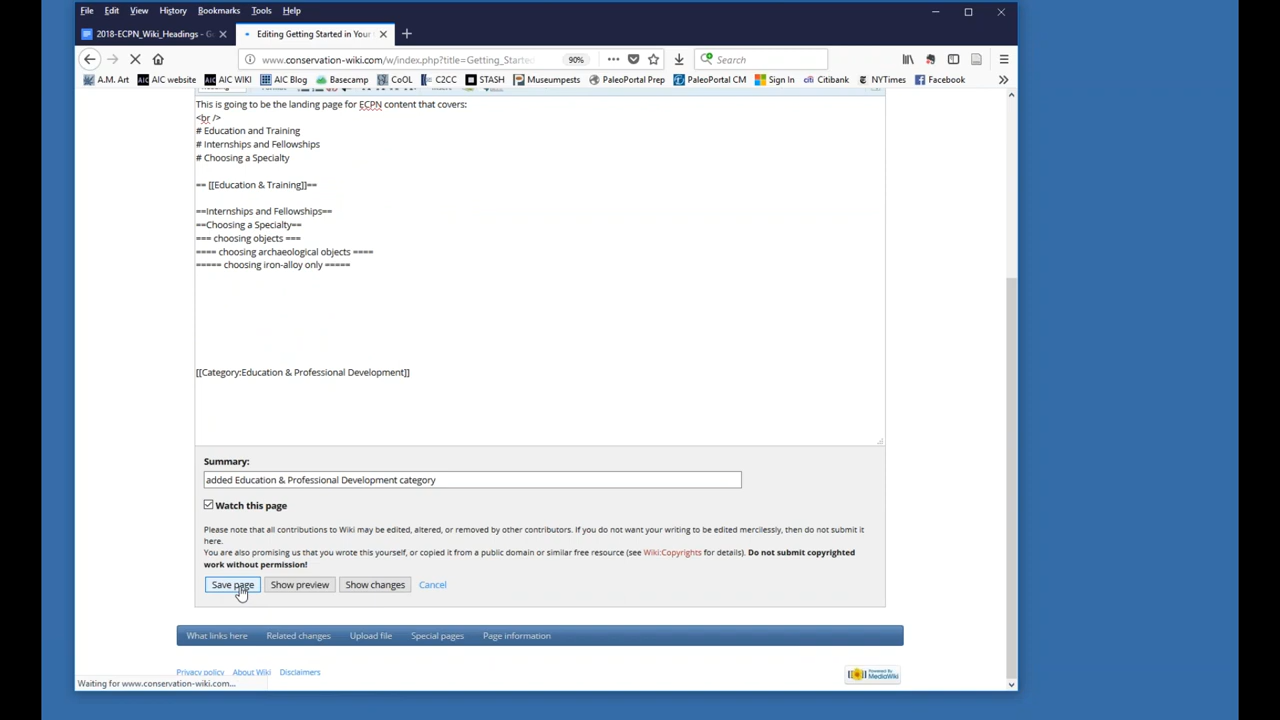 File Edit View History Bookmarks Tools Help
2018-ECPN_Wiki_Headings - G
Editing Getting Started in Your
www.conservation-wiki.com/w/index.php?title=Getting_Started 90% Search
A.M. Art AIC website AIC WIKI AIC Blog Basecamp CoOL C2CC STASH Museumpests PaleoPortal Prep PaleoPortal CM Sign In Citibank NYTimes Facebook
This is going to be the landing page for ECPN content that covers:
<br />
# Education and Training
# Internships and Fellowships
# Choosing a Specialty
== [[Education & Training]]==
==Internships and Fellowships==
==Choosing a Specialty==
=== choosing objects ===
==== choosing archaeological objects ====
===== choosing iron-alloy only =====
[[Category:Education & Professional Development]]
Summary:
added Education & Professional Development category
Watch this page
Please note that all contributions to Wiki may be edited, altered, or removed by other contributors. If you do not want your writing to be edited mercilessly, then do not submit it
here.
You are also promising us that you wrote this yourself, or copied it from a public domain or similar free resource (see Wiki:Copyrights for details). Do not submit copyrighted
work without permission!
Save page Show preview Show changes Cancel
What links here Related changes Upload file Special pages Page information
Privacy policy About Wiki Disclaimers
Powered By MediaWiki
Waiting for www.conservation-wiki.com...